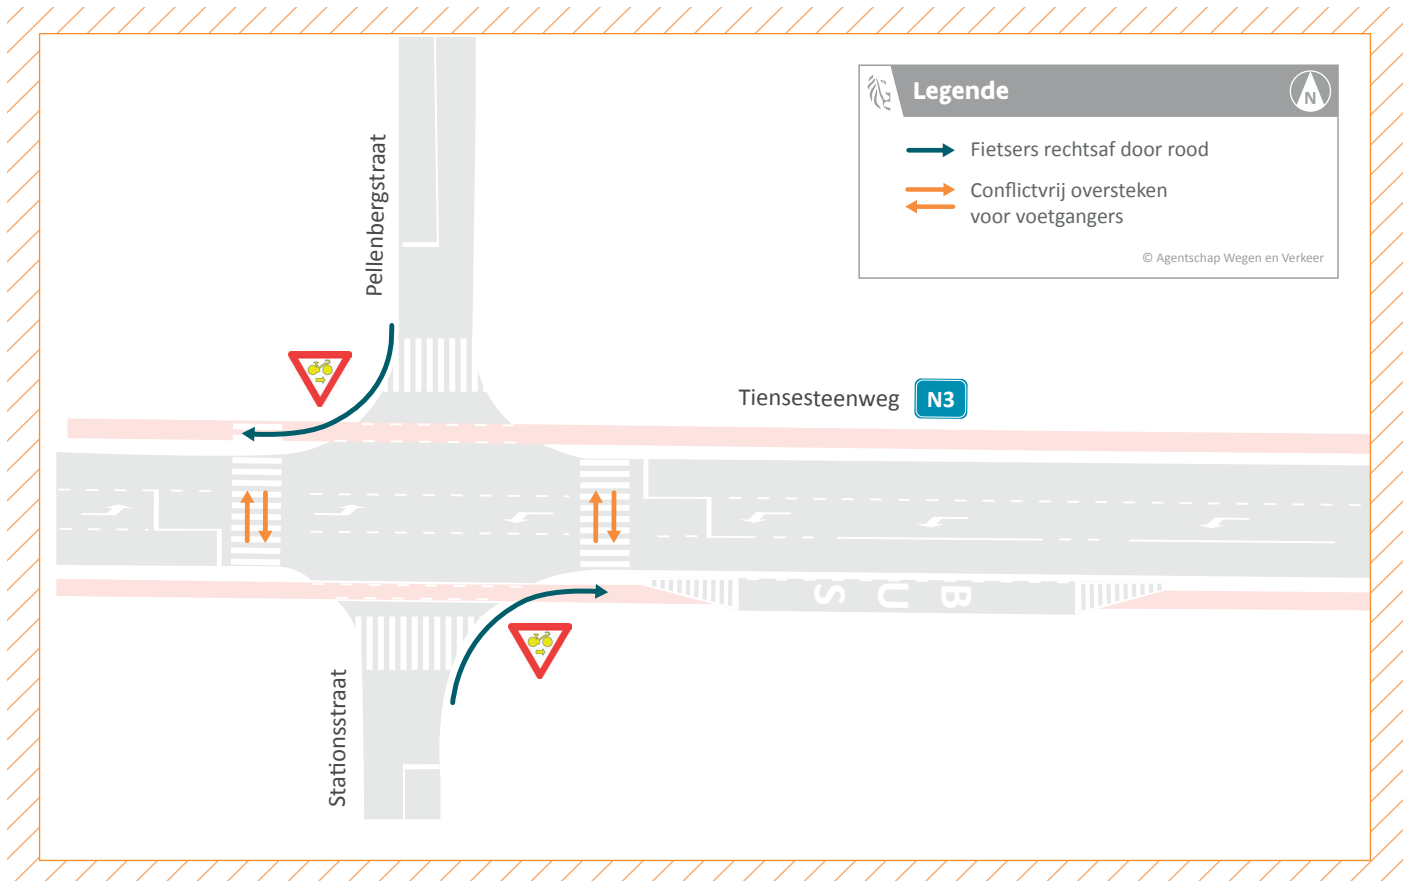 Legende
N
Fietsers rechtsaf door rood
Conflictvrij oversteken
voor voetgangers
© Agentschap Wegen en Verkeer
Pellenbergstraat
Tiensesteenweg N3
BUS
Stationsstraat